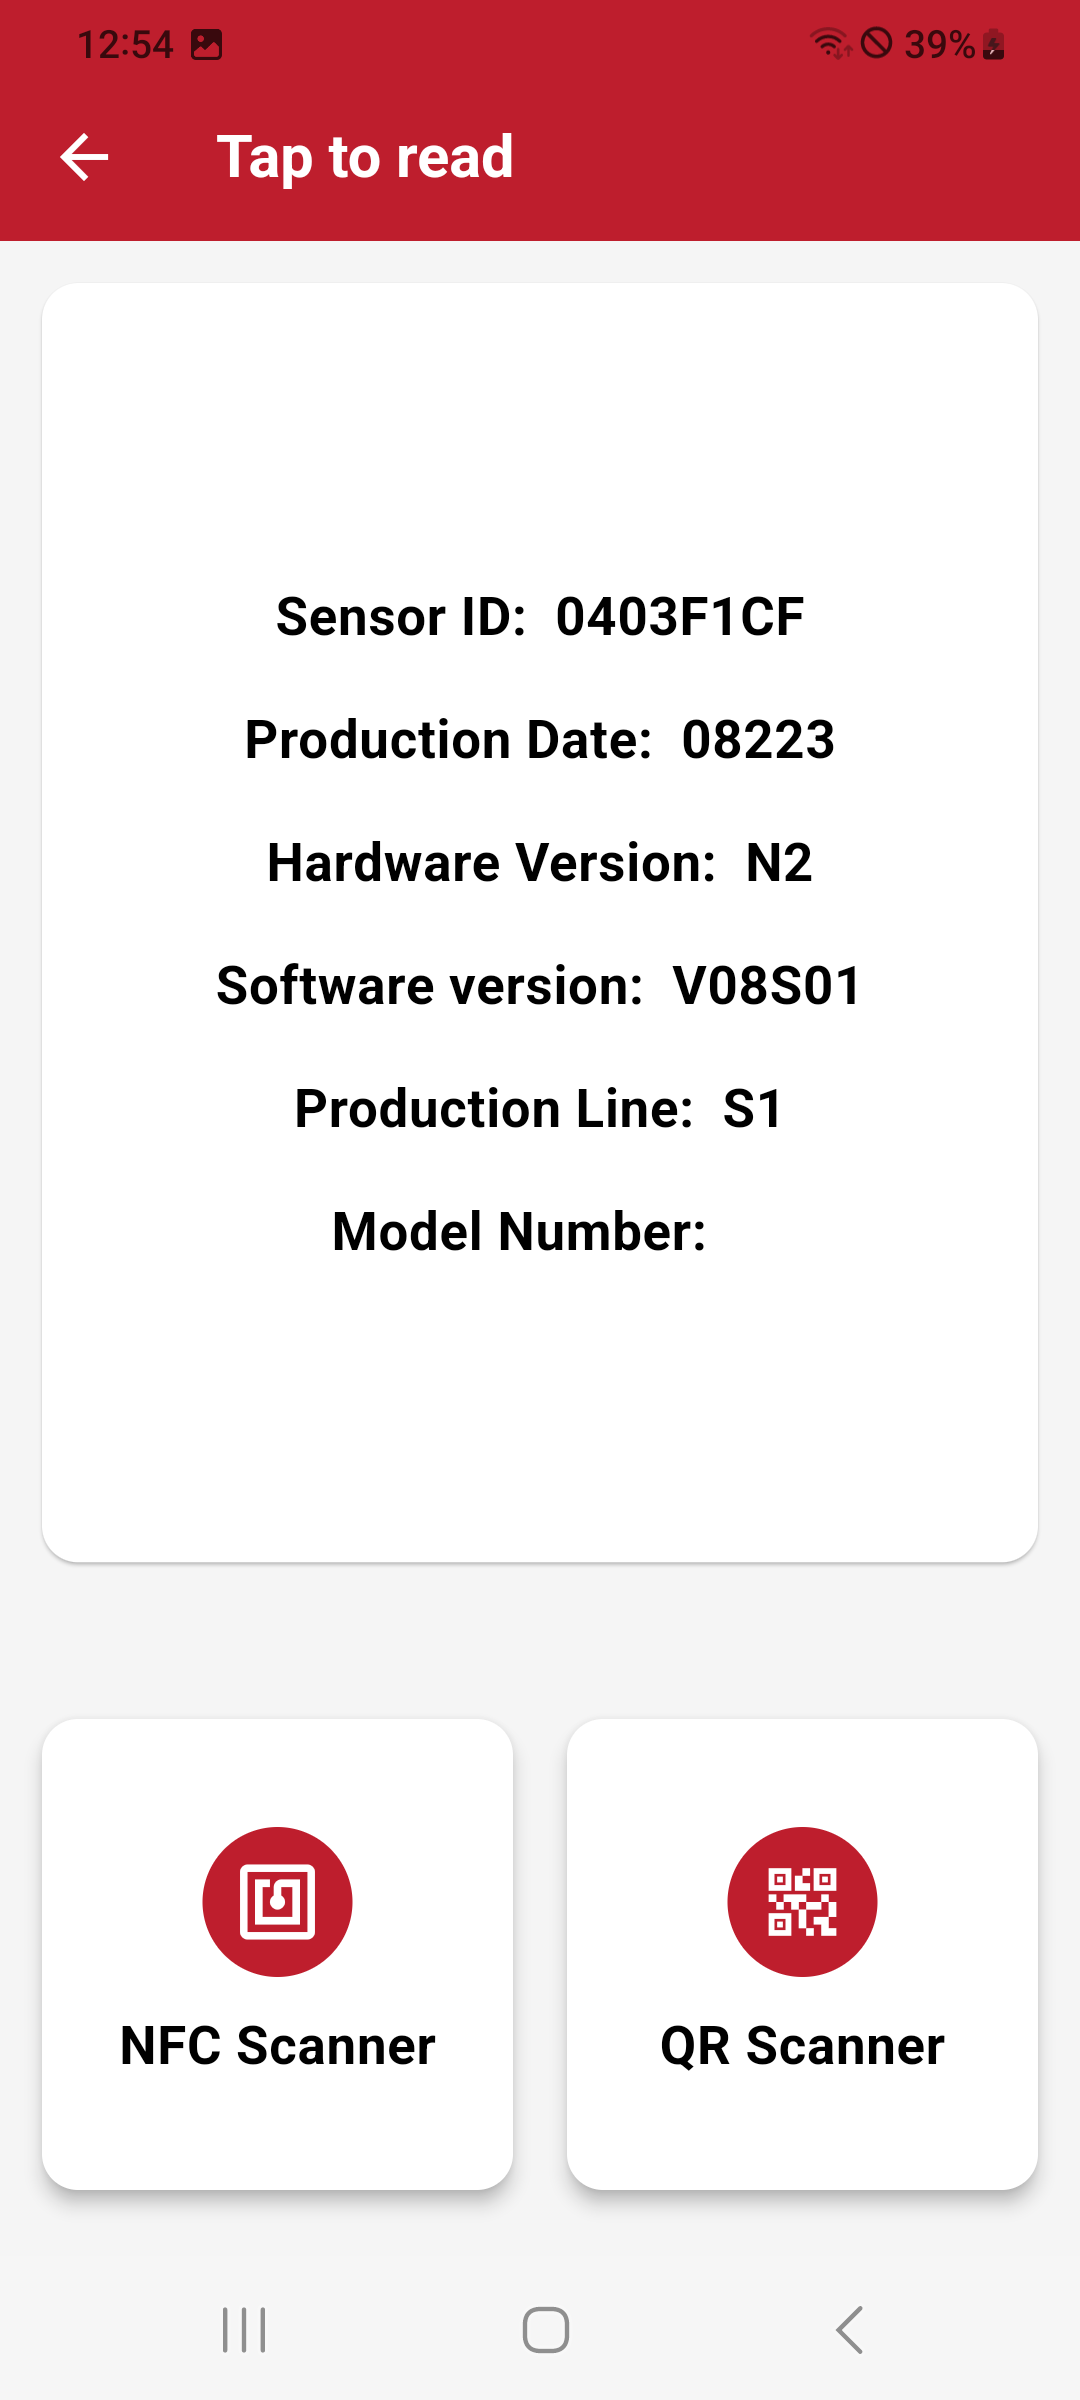 12:54
39%
Tap to read
Sensor ID: 0403F1CF
Production Date: 08223
Hardware Version: N2
Software version: V08S01
Production Line: S1
Model Number:
NFC Scanner
QR Scanner